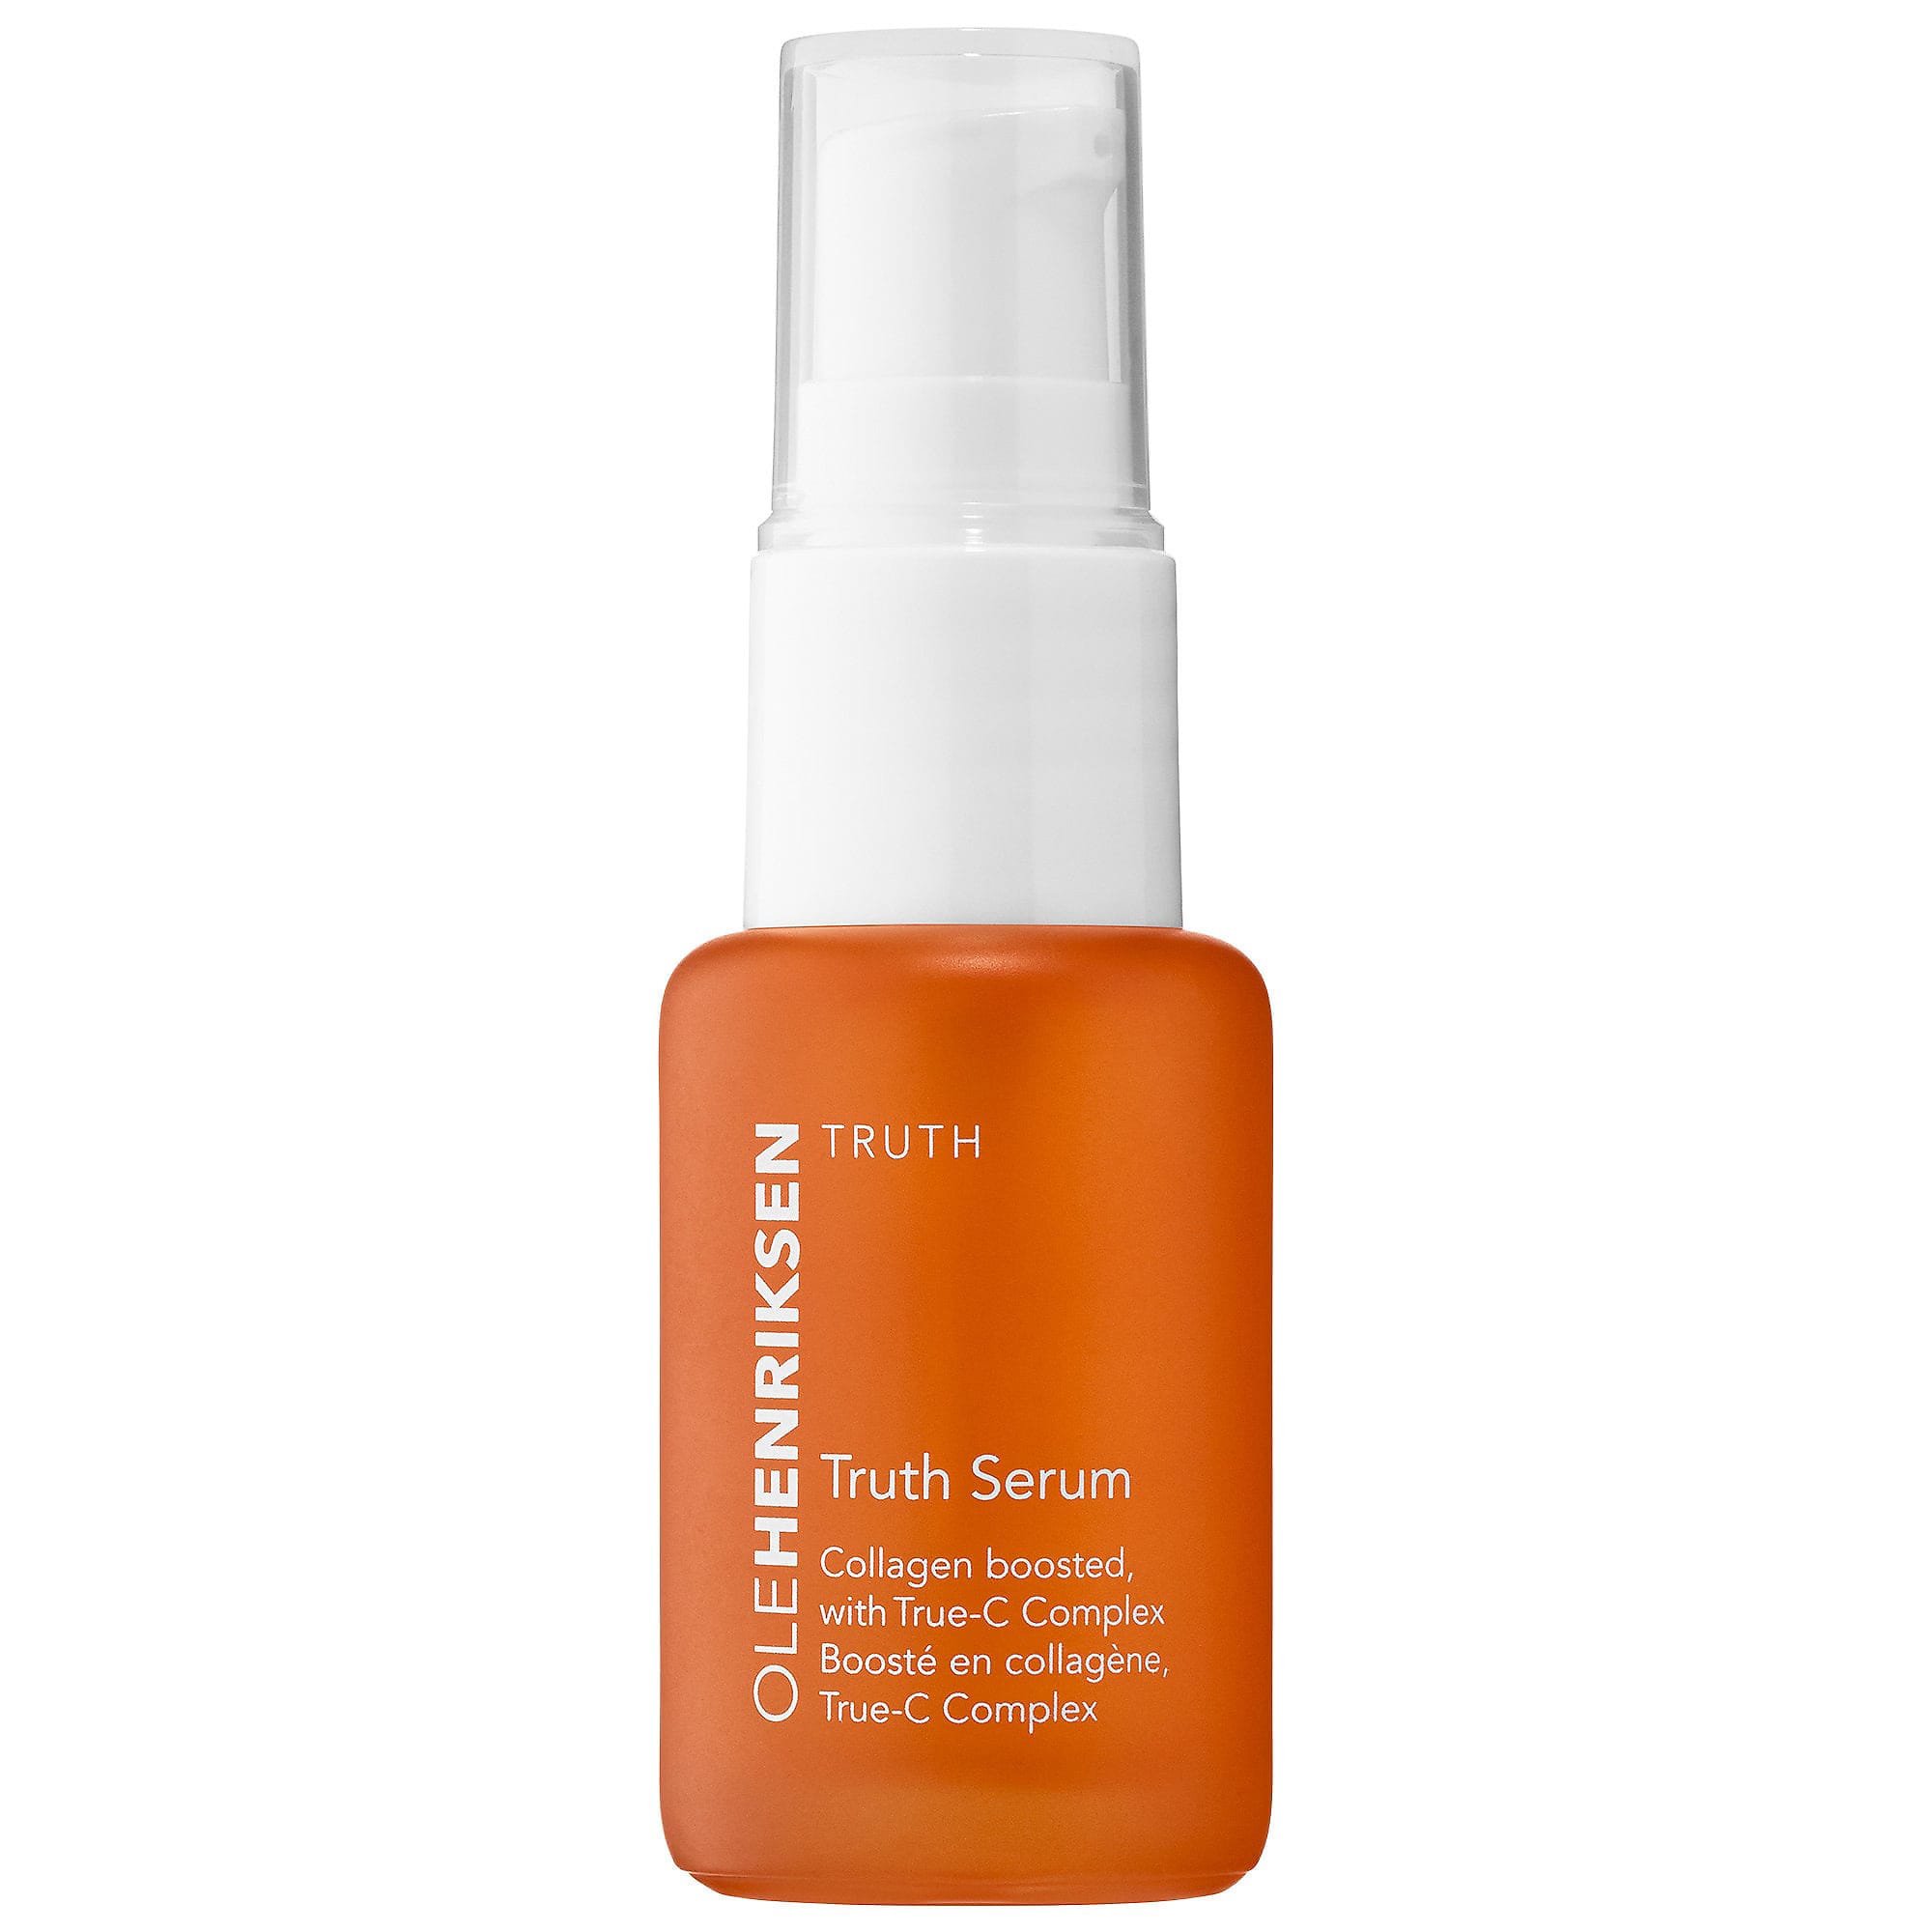 OLEHENRIKSEN
TRUTH
Truth Serum
Collagen boosted,
with True-C Complex
Boosté en collagène,
True-C Complex